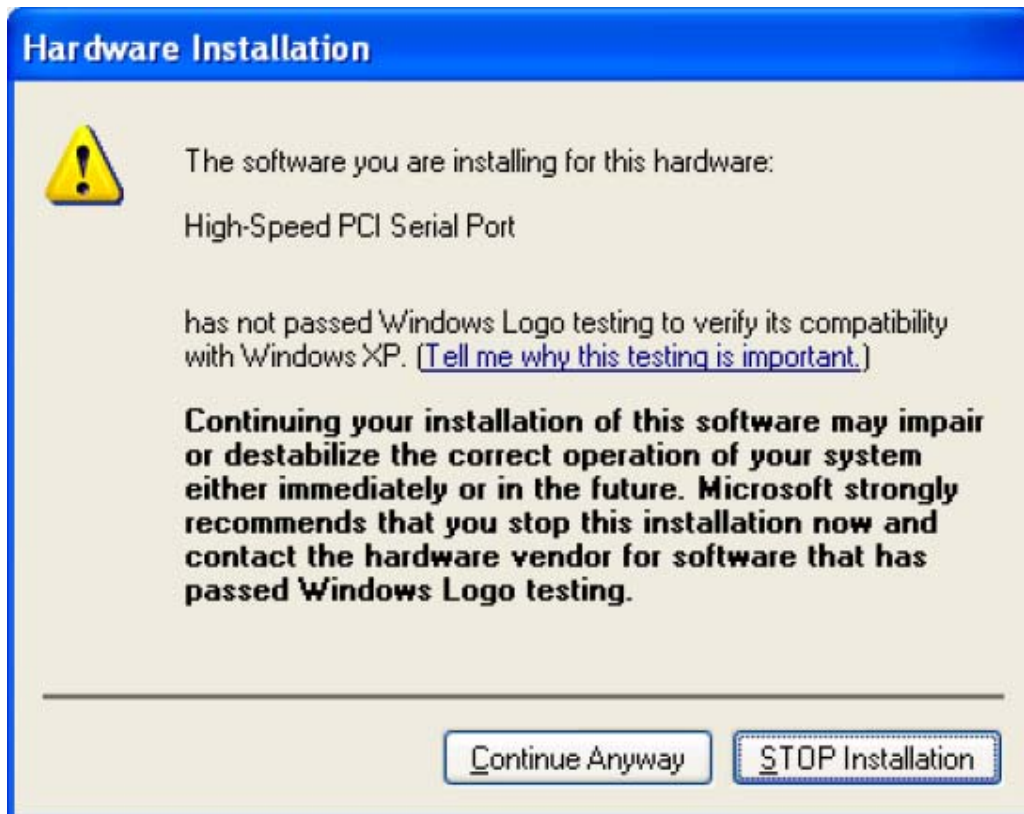 Hardware Installation
The software you are installing for this hardware:
High-Speed PCI Serial Port
has not passed Windows Logo testing to verify its compatibility
with Windows XP. (Tell me why this testing is important.)
Continuing your installation of this software may impair
or destabilize the correct operation of your system
either immediately or in the future. Microsoft strongly
recommends that you stop this installation now and
contact the hardware vendor for software that has
passed Windows Logo testing.
Continue Anyway
STOP Installation